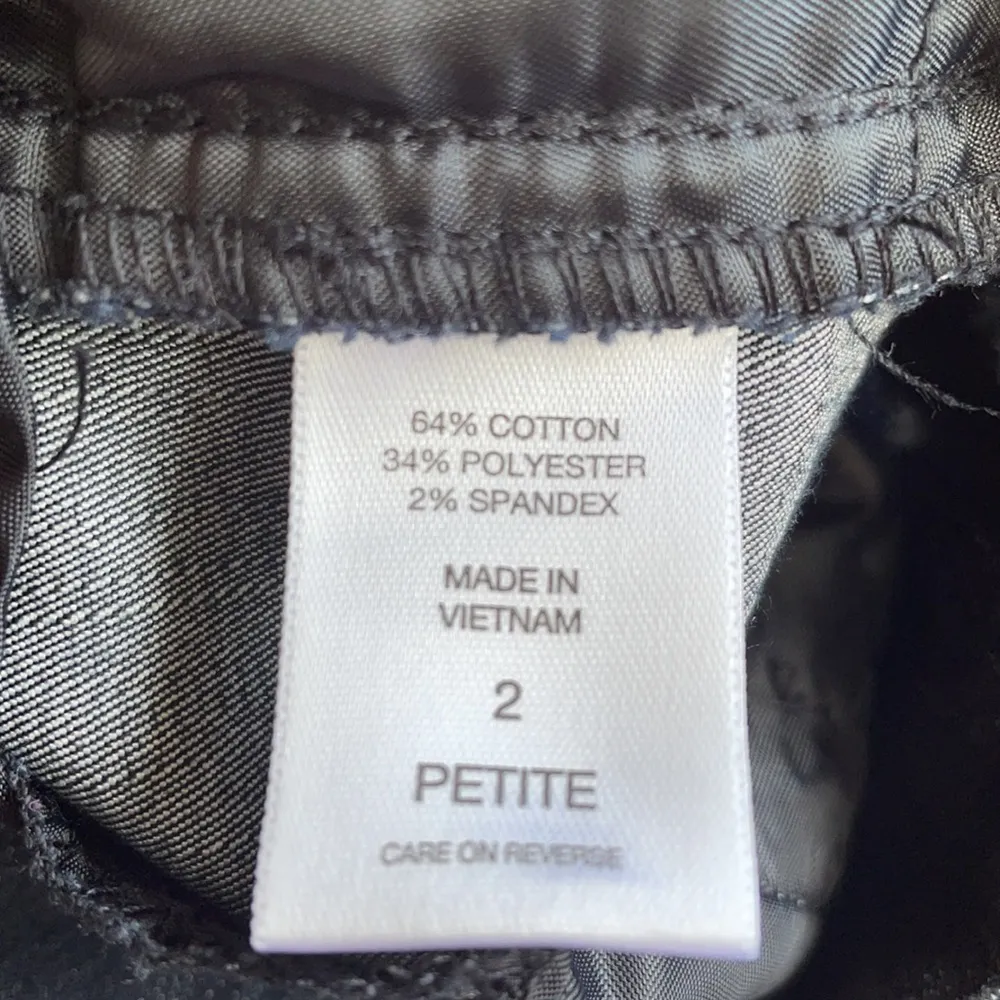 64% COTTON
34% POLYESTER
2% SPANDEX
MADE IN
VIETNAM
2
PETITE
CARE ON REVERSE